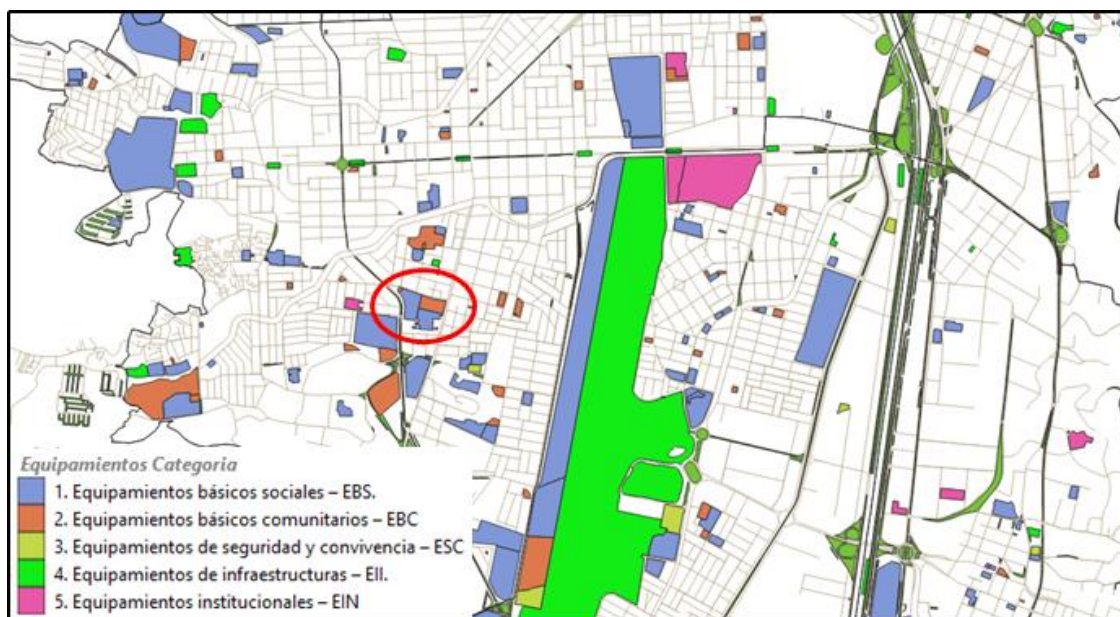 Equipamientos Categoria
1. Equipamientos básicos sociales – EBS.
2. Equipamientos básicos comunitarios – EBC
3. Equipamientos de seguridad y convivencia – ESC
4. Equipamientos de infraestructuras – EII.
5. Equipamientos institucionales – EIN